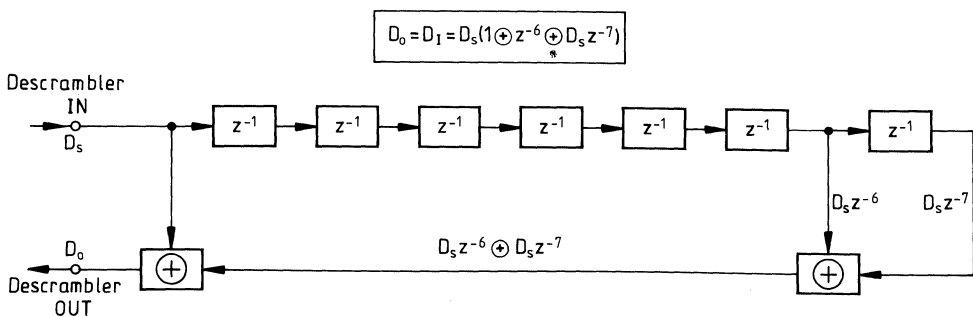 D₀ = D_I = D_s(1 ⊕ z⁻⁶ ⊕ D_s z⁻⁷)
*
Descrambler
IN
D_s
z⁻¹ z⁻¹ z⁻¹ z⁻¹ z⁻¹ z⁻¹ z⁻¹
D_s z⁻⁶ D_s z⁻⁷
D_s z⁻⁶ ⊕ D_s z⁻⁷
D₀
⊕ ⊕
Descrambler
OUT